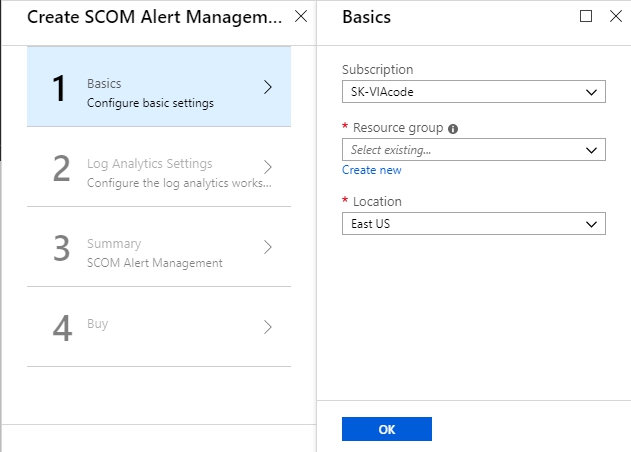 Create SCOM Alert Managem...
1
Basics
Configure basic settings
2
Log Analytics Settings
Configure the log analytics works...
3
Summary
SCOM Alert Management
4
Buy
Basics
Subscription
SK-VIAcode
* Resource group
Select existing...
Create new
* Location
East US
OK